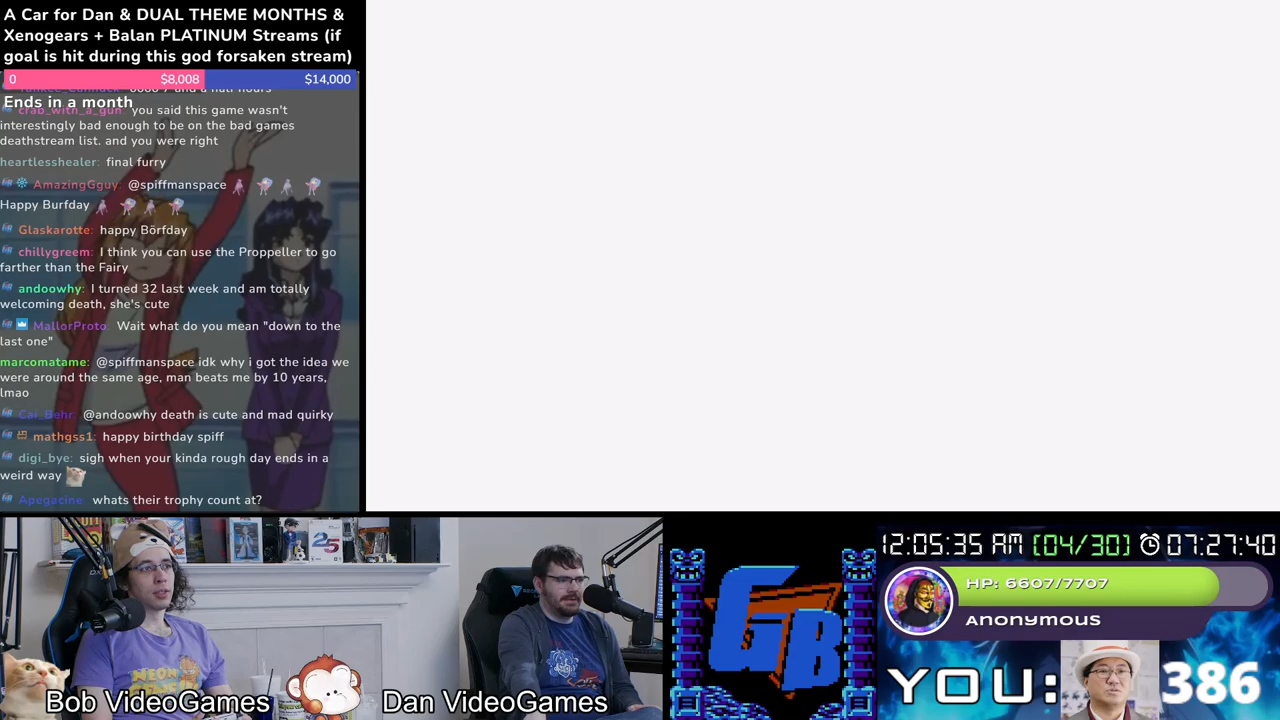 A Car for Dan & DUAL THEME MONTHS &
Xenogears + Balan PLATINUM Streams (if
goal is hit during this god forsaken stream)
0 $8,008 $14,000
Ends in a month
crab_with_a_gun: you said this game wasn't
interestingly bad enough to be on the bad games
deathstream list. and you were right
heartlesshealer: final furry
AmazingGguy: @spiffmanspace
Happy Burfday
Glaskarotte: happy Börfday
chillygreem: I think you can use the Proppeller to go
farther than the Fairy
andoowhy: I turned 32 last week and am totally
welcoming death, she's cute
MallorProto: Wait what do you mean "down to the
last one"
marcomatame: @spiffmanspace idk why i got the idea we
were around the same age, man beats me by 10 years,
lmao
Cai_Behr: @andoowhy death is cute and mad quirky
mathgss1: happy birthday spiff
digi_bye: sigh when your kinda rough day ends in a
weird way
Apegacine: whats their trophy count at?
Bob VideoGames
Dan VideoGames
GB
12:05:35 AM [04/30] 07:27:40
HP: 6607/7707
Anonymous
YOU: 386